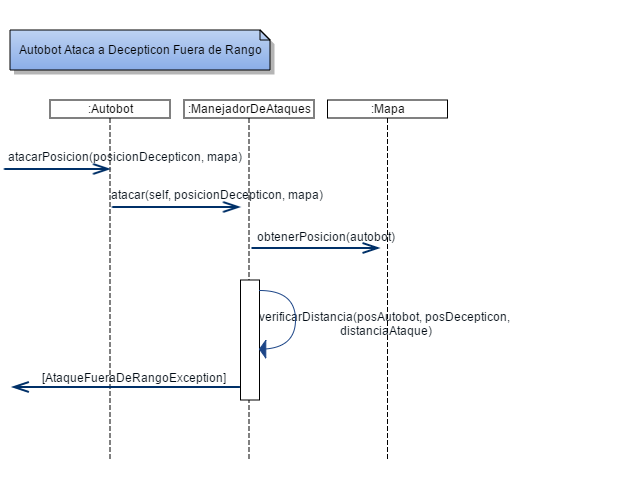 Autobot Ataca a Decepticon Fuera de Rango
:Autobot
:ManejadorDeAtaques
:Mapa
atacarPosicion(posicionDecepticon, mapa)
atacar(self, posicionDecepticon, mapa)
obtenerPosicion(autobot)
verificarDistancia(posAutobot, posDecepticon,
distanciaAtaque)
[AtaqueFueraDeRangoException]